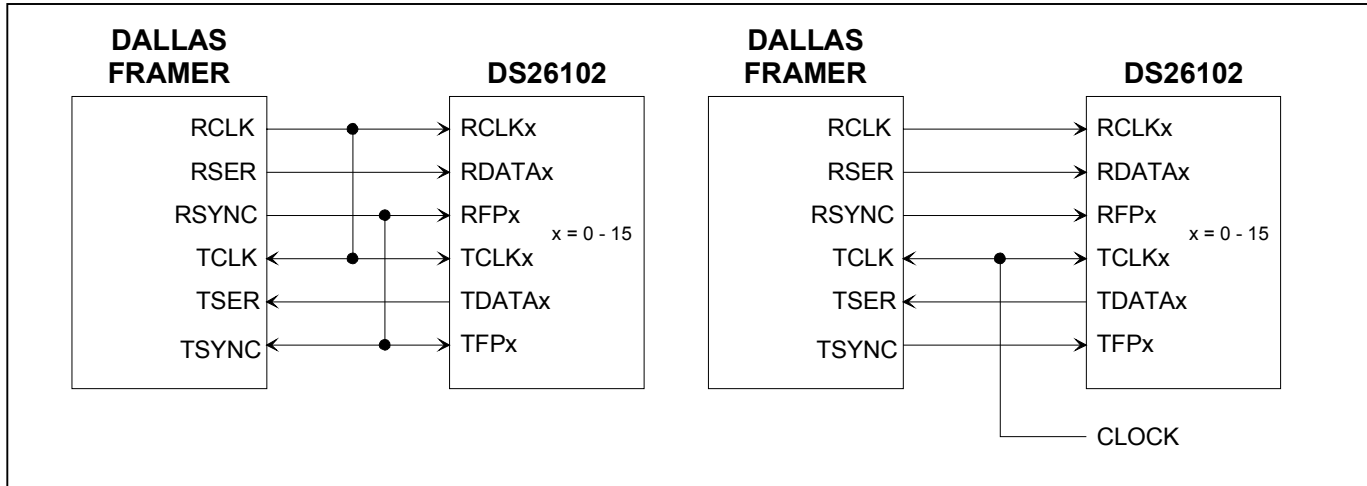 DALLAS
FRAMER
DS26102
RCLK
RSER
RSYNC
TCLK
TSER
TSYNC
RCLKx
RDATAx
RFPx
TCLKx
TDATAx
TFPx
x = 0 - 15
DALLAS
FRAMER
DS26102
RCLK
RSER
RSYNC
TCLK
TSER
TSYNC
RCLKx
RDATAx
RFPx
TCLKx
TDATAx
TFPx
x = 0 - 15
CLOCK